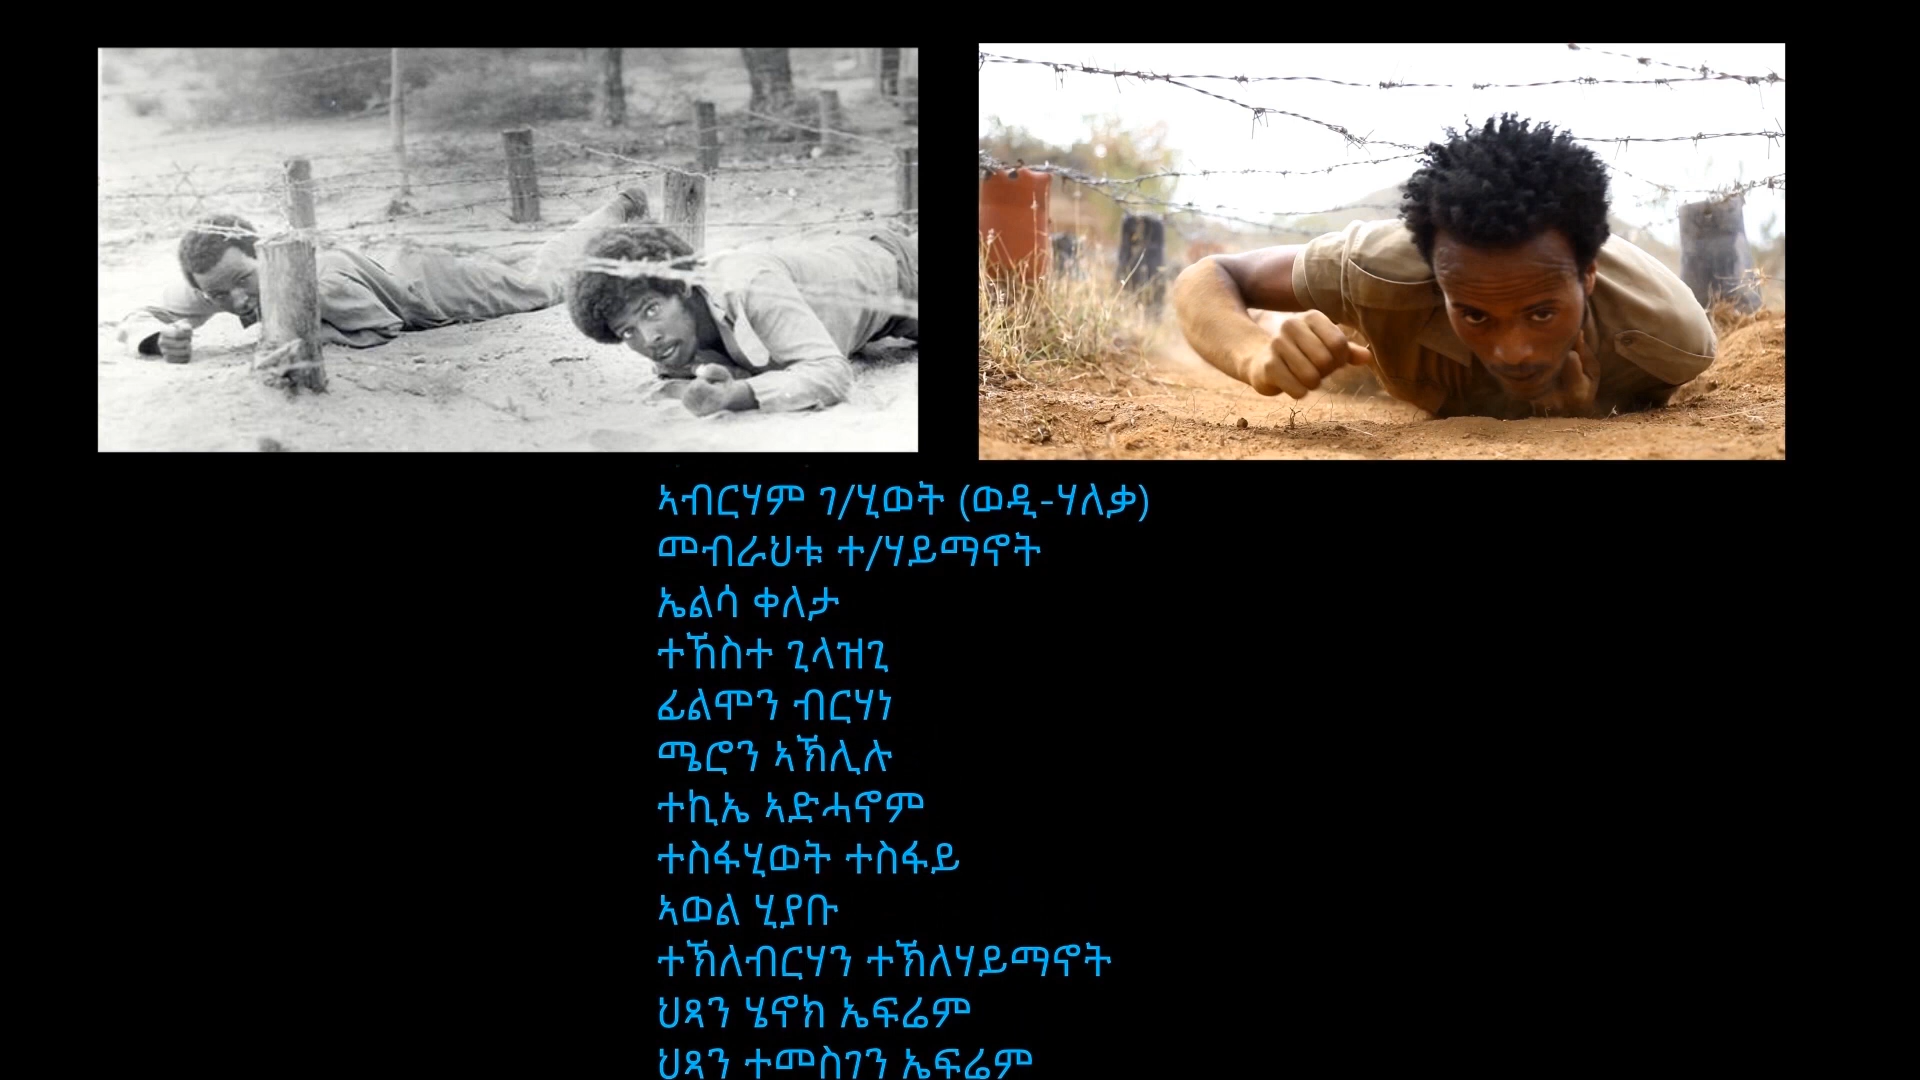 ኣብርሃም ገ/ሂወት (ወዲ-ሃለቃ)
መብራህቱ ተ/ሃይማኖት
ኤልሳ ቀለታ
ተኸስተ ጊላዝጊ
ፊልሞን ብርሃነ
ሜሮን ኣኽሊሉ
ተኪኤ ኣድሓኖም
ተስፋሂወት ተስፋይ
ኣወል ሂያቡ
ተኽለብርሃን ተኽለሃይማኖት
ህጻን ሄኖክ ኤፍሬም
ህጻን ተመስገን ኤፍሬም